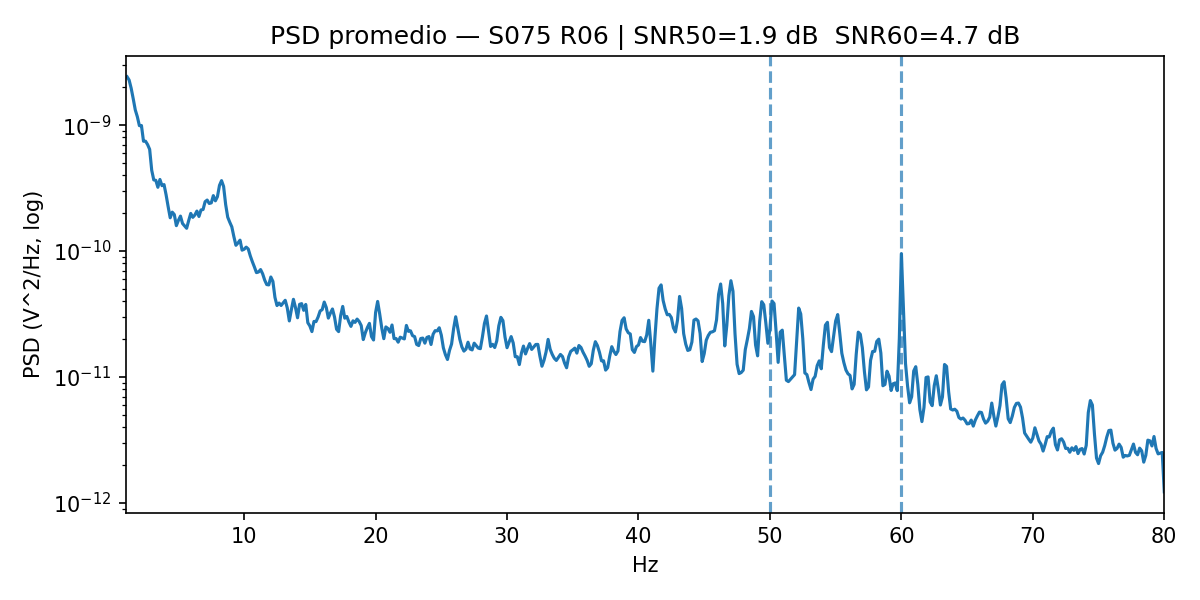 PSD promedio — S075 R06 | SNR50=1.9 dB  SNR60=4.7 dB
PSD (V^2/Hz, log)
10⁻⁹
10⁻¹⁰
10⁻¹¹
10⁻¹²
10 20 30 40 50 60 70 80
Hz